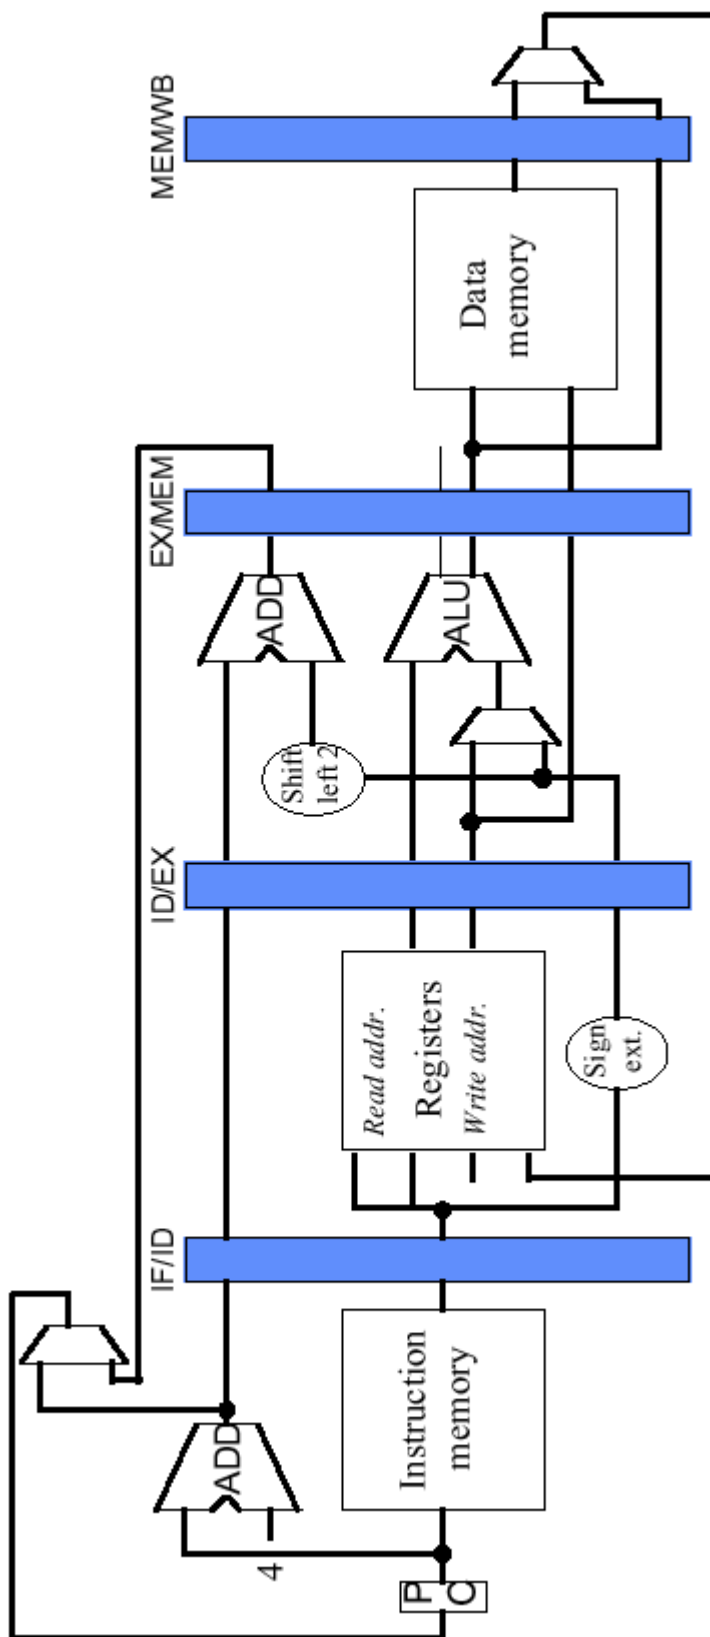 IF/ID
ID/EX
EX/MEM
MEM/WB
4
ADD
ADD
Shift
left 2
P
C
Instruction
memory
Read addr.
Registers
Write addr.
ALU
Data
memory
Sign
ext.